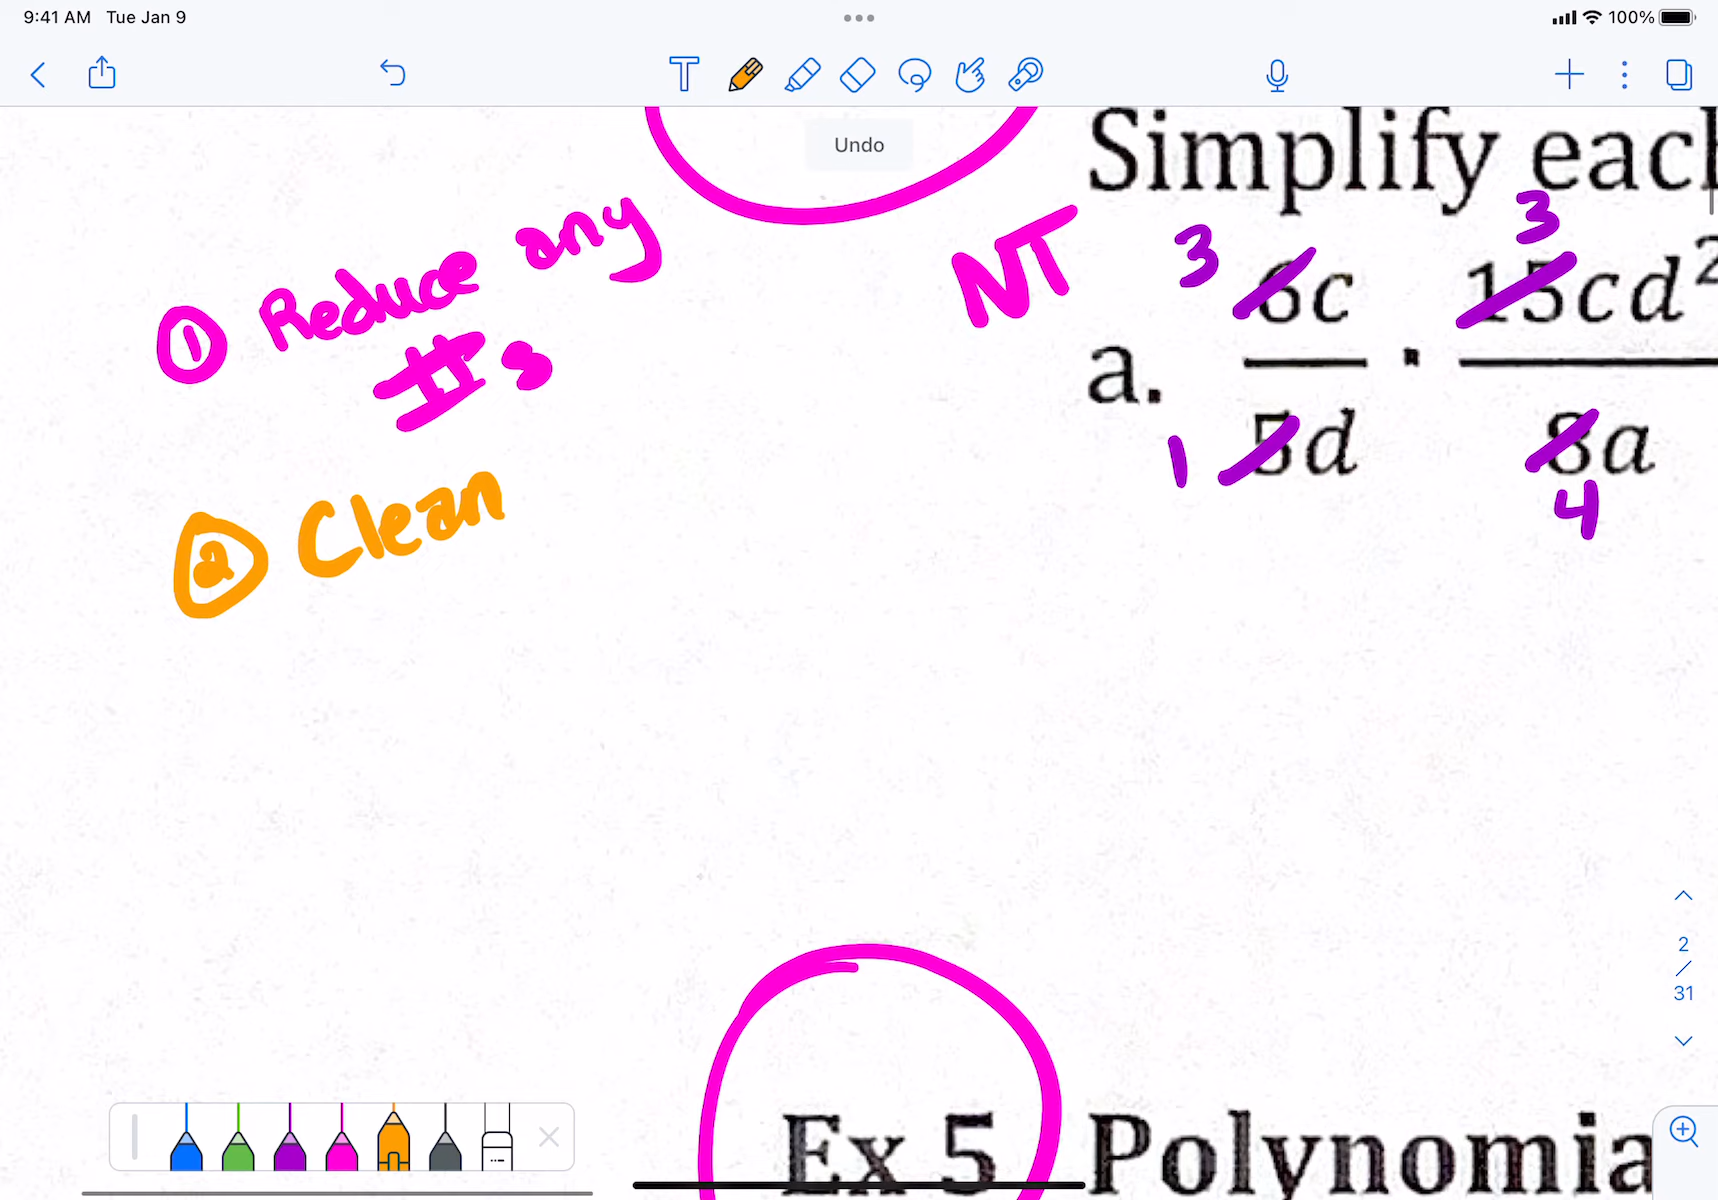 9:41 AM Tue Jan 9
100%
T
Undo
Simplify each
① Reduce any
#s
NT
3
6c
3
15cd²
a.
·
1
5d
8a
4
② Clean
2
/
31
Ex 5 Polynomia